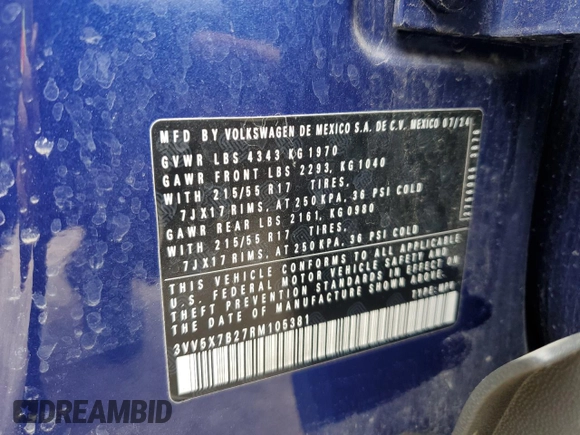 MFD BY VOLKSWAGEN DE MEXICO S.A. DE C.V. MEXICO 07/24
GVWR LBS 4343 KG 1970
GAWR FRONT LBS 2293, KG 1040
WITH 215/55 R17 TIRES,
7JX17 RIMS, AT 250 KPA, 36 PSI COLD
GAWR REAR LBS 2161, KG 0980
WITH 215/55 R17 TIRES,
7JX17 RIMS, AT 250 KPA, 36 PSI COLD
THIS VEHICLE CONFORMS TO ALL APPLICABLE
U.S. FEDERAL MOTOR VEHICLE SAFETY AND
THEFT PREVENTION STANDARDS IN EFFECT ON
THE DATE OF MANUFACTURE SHOWN ABOVE.
TYPE: MPV
3VV5X7B27RM105361
DREAMBID